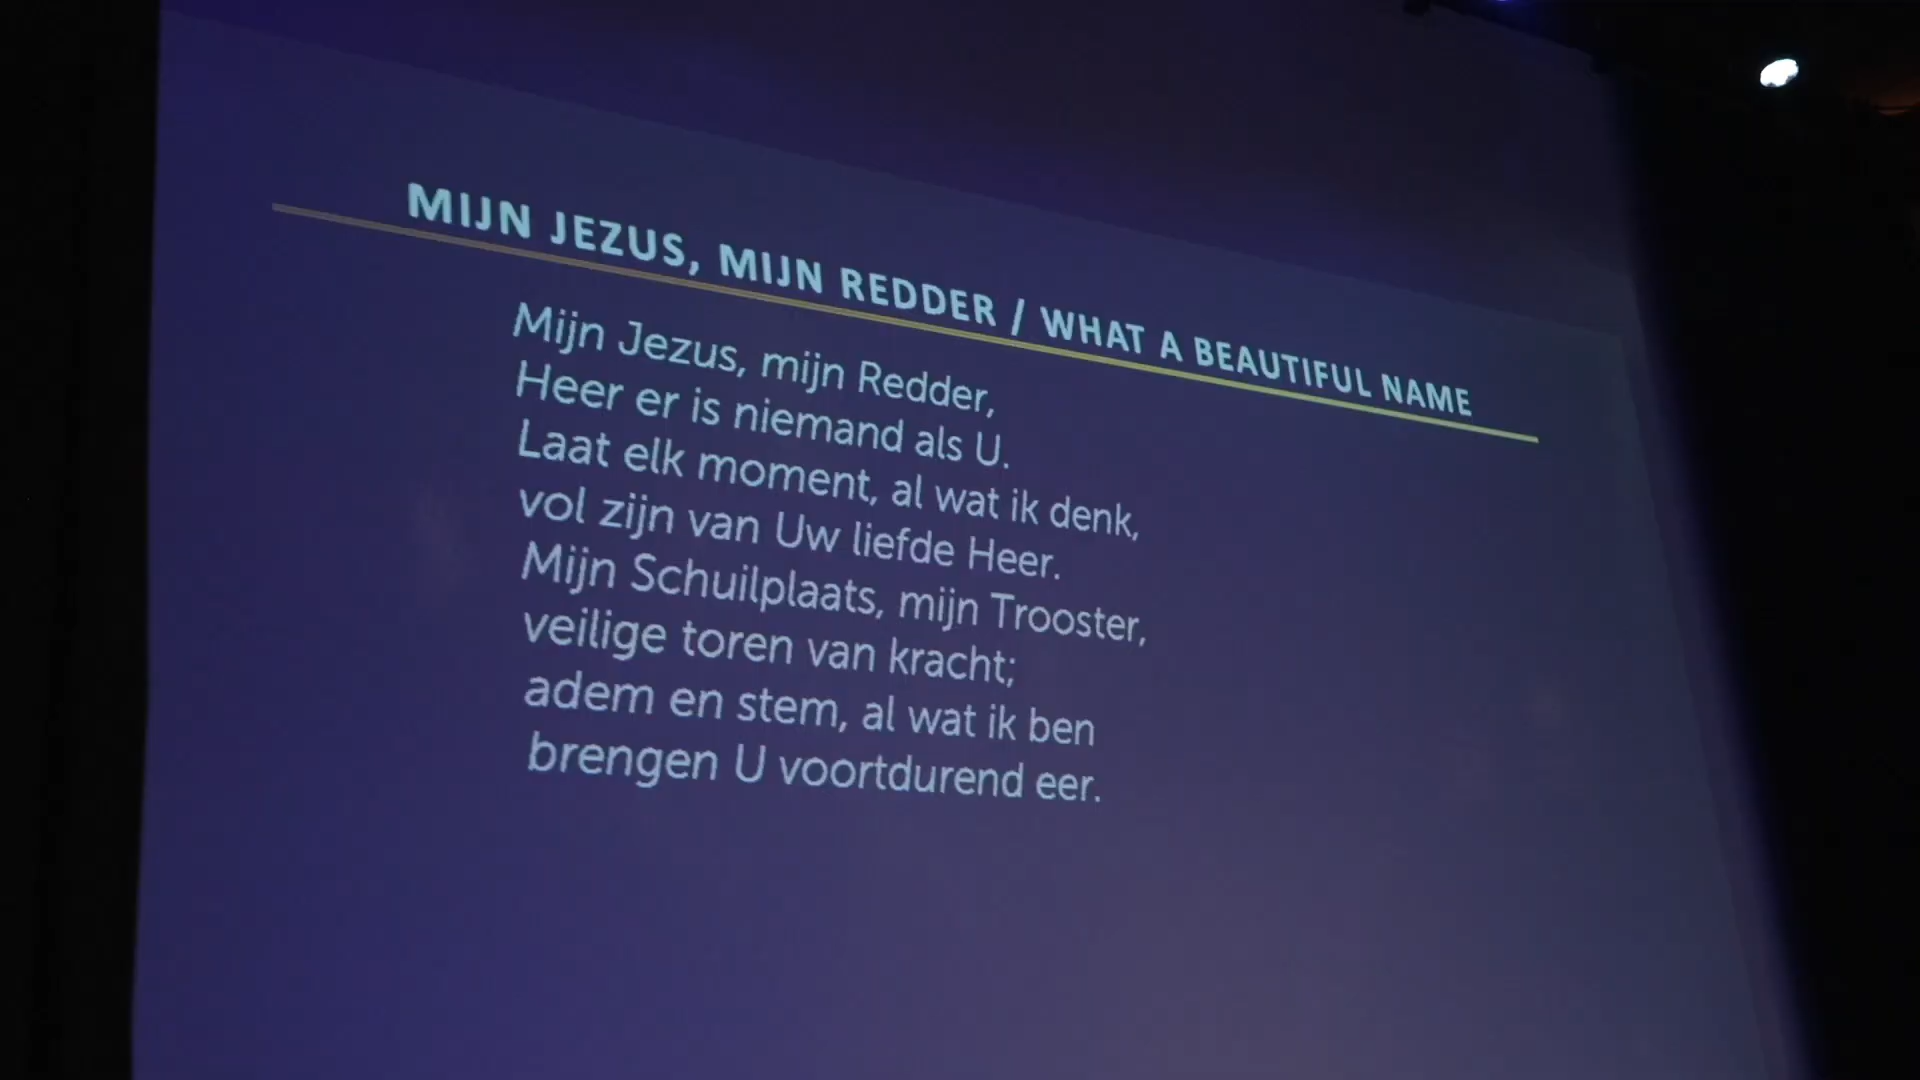 MIJN JEZUS, MIJN REDDER / WHAT A BEAUTIFUL NAME
Mijn Jezus, mijn Redder,
Heer er is niemand als U.
Laat elk moment, al wat ik denk,
vol zijn van Uw liefde Heer.
Mijn Schuilplaats, mijn Trooster,
veilige toren van kracht;
adem en stem, al wat ik ben
brengen U voortdurend eer.